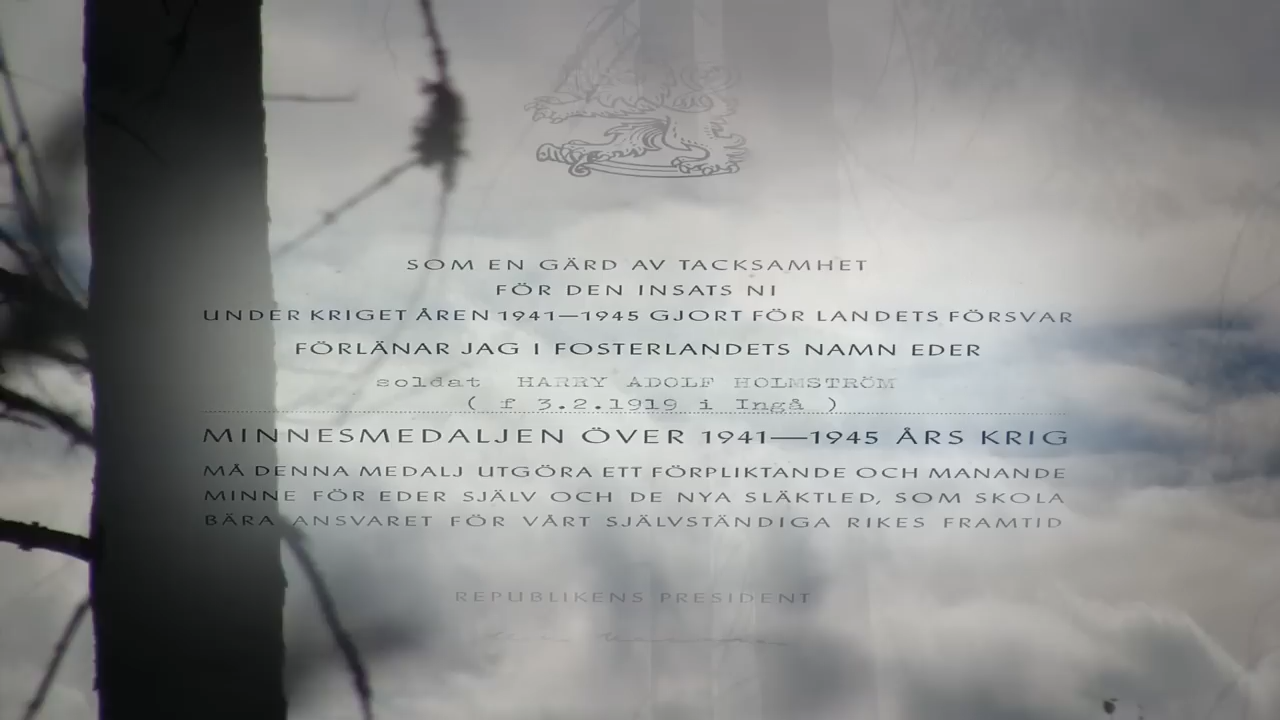 SOM EN GÄRD AV TACKSAMHET
FÖR DEN INSATS NI
UNDER KRIGET ÅREN 1941—1945 GJORT FÖR LANDETS FÖRSVAR
FÖRLÄNAR JAG I FOSTERLANDETS NAMN EDER
soldat HARRY ADOLF HOLMSTRÖM
( f 3.2.1919 i Ingå )
MINNESMEDALJEN ÖVER 1941—1945 ÅRS KRIG
MÅ DENNA MEDALJ UTGÖRA ETT FÖRPLIKTANDE OCH MANANDE
MINNE FÖR EDER SJÄLV OCH DE NYA SLÄKTLED, SOM SKOLA
BÄRA ANSVARET FÖR VÅRT SJÄLVSTÄNDIGA RIKES FRAMTID
REPUBLIKENS PRESIDENT